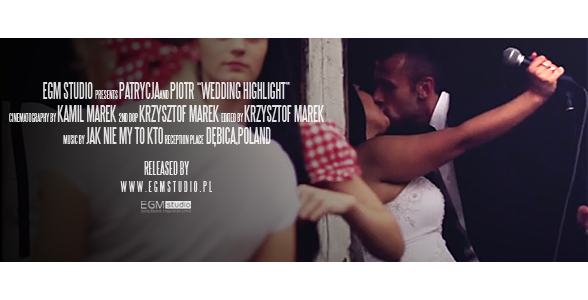 EGM STUDIO PRESENTS PATRYCJA AND PIOTR "WEDDING HIGHLIGHT"
CINEMATOGRAPHY BY KAMIL MAREK 2ND DOP KRZYSZTOF MAREK EDITED BY KRZYSZTOF MAREK
MUSIC BY JAK NIE MY TO KTO RECEPTION PLACE DĘBICA,POLAND
RELEASED BY
WWW.EGMSTUDIO.PL
EGM studio